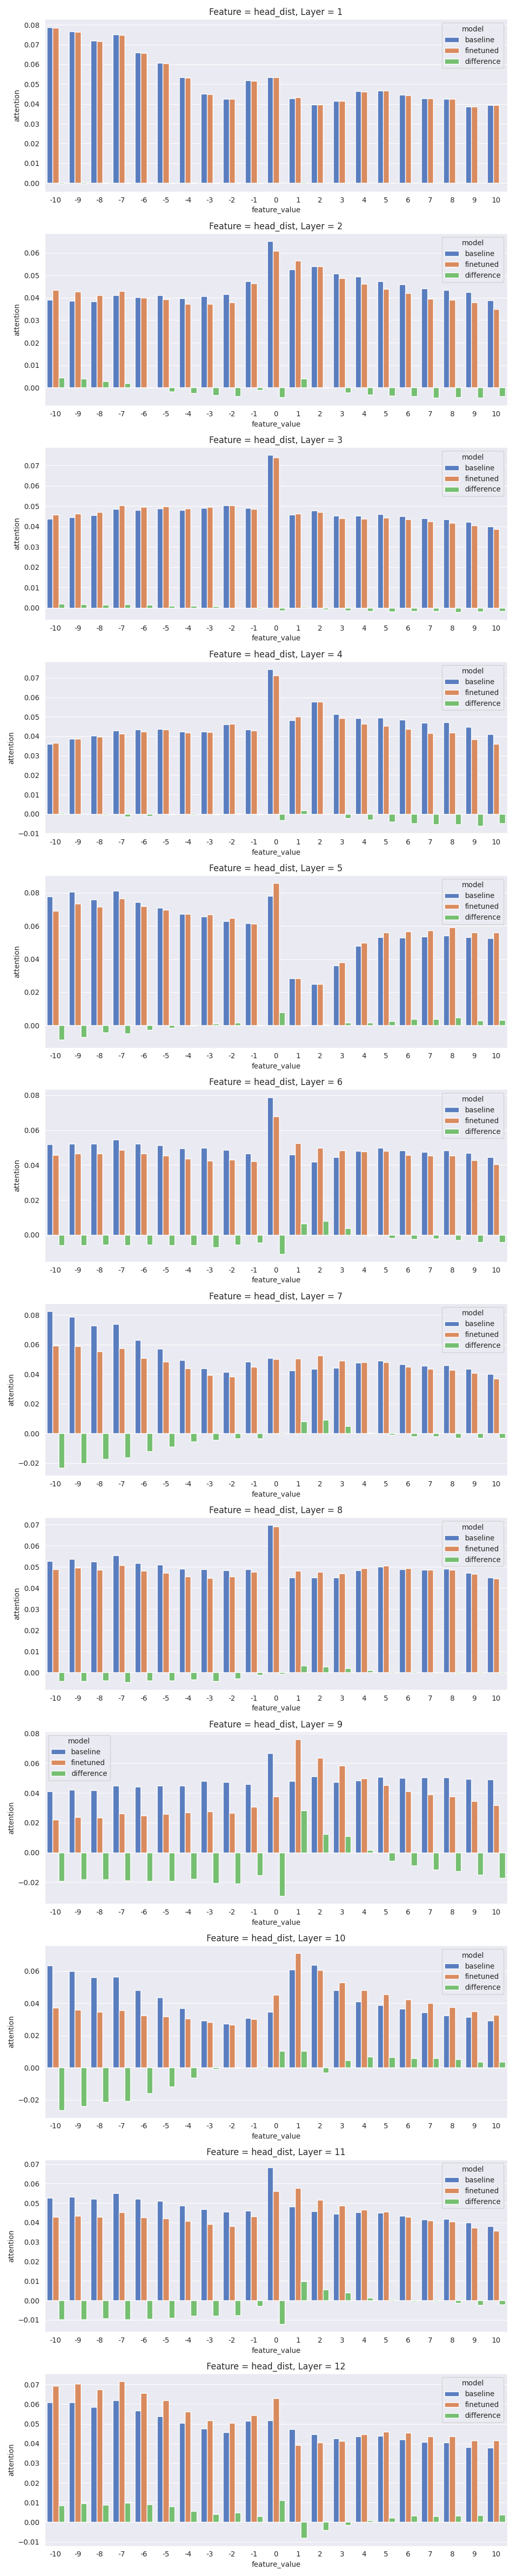 Feature = head_dist, Layer = 1
model
baseline
finetuned
difference
attention
0.08
0.07
0.06
0.05
0.04
0.03
0.02
0.01
0.00
-10 -9 -8 -7 -6 -5 -4 -3 -2 -1 0 1 2 3 4 5 6 7 8 9 10
feature_value
Feature = head_dist, Layer = 2
model
baseline
finetuned
difference
attention
0.06
0.05
0.04
0.03
0.02
0.01
0.00
-10 -9 -8 -7 -6 -5 -4 -3 -2 -1 0 1 2 3 4 5 6 7 8 9 10
feature_value
Feature = head_dist, Layer = 3
model
baseline
finetuned
difference
attention
0.07
0.06
0.05
0.04
0.03
0.02
0.01
0.00
-10 -9 -8 -7 -6 -5 -4 -3 -2 -1 0 1 2 3 4 5 6 7 8 9 10
feature_value
Feature = head_dist, Layer = 4
model
baseline
finetuned
difference
attention
0.07
0.06
0.05
0.04
0.03
0.02
0.01
0.00
−0.01
-10 -9 -8 -7 -6 -5 -4 -3 -2 -1 0 1 2 3 4 5 6 7 8 9 10
feature_value
Feature = head_dist, Layer = 5
model
baseline
finetuned
difference
attention
0.08
0.06
0.04
0.02
0.00
-10 -9 -8 -7 -6 -5 -4 -3 -2 -1 0 1 2 3 4 5 6 7 8 9 10
feature_value
Feature = head_dist, Layer = 6
model
baseline
finetuned
difference
attention
0.08
0.06
0.04
0.02
0.00
-10 -9 -8 -7 -6 -5 -4 -3 -2 -1 0 1 2 3 4 5 6 7 8 9 10
feature_value
Feature = head_dist, Layer = 7
model
baseline
finetuned
difference
attention
0.08
0.06
0.04
0.02
0.00
−0.02
-10 -9 -8 -7 -6 -5 -4 -3 -2 -1 0 1 2 3 4 5 6 7 8 9 10
feature_value
Feature = head_dist, Layer = 8
model
baseline
finetuned
difference
attention
0.07
0.06
0.05
0.04
0.03
0.02
0.01
0.00
-10 -9 -8 -7 -6 -5 -4 -3 -2 -1 0 1 2 3 4 5 6 7 8 9 10
feature_value
Feature = head_dist, Layer = 9
model
baseline
finetuned
difference
attention
0.08
0.06
0.04
0.02
0.00
−0.02
-10 -9 -8 -7 -6 -5 -4 -3 -2 -1 0 1 2 3 4 5 6 7 8 9 10
feature_value
Feature = head_dist, Layer = 10
model
baseline
finetuned
difference
attention
0.06
0.04
0.02
0.00
−0.02
-10 -9 -8 -7 -6 -5 -4 -3 -2 -1 0 1 2 3 4 5 6 7 8 9 10
feature_value
Feature = head_dist, Layer = 11
model
baseline
finetuned
difference
attention
0.07
0.06
0.05
0.04
0.03
0.02
0.01
0.00
−0.01
-10 -9 -8 -7 -6 -5 -4 -3 -2 -1 0 1 2 3 4 5 6 7 8 9 10
feature_value
Feature = head_dist, Layer = 12
model
baseline
finetuned
difference
attention
0.07
0.06
0.05
0.04
0.03
0.02
0.01
0.00
−0.01
-10 -9 -8 -7 -6 -5 -4 -3 -2 -1 0 1 2 3 4 5 6 7 8 9 10
feature_value